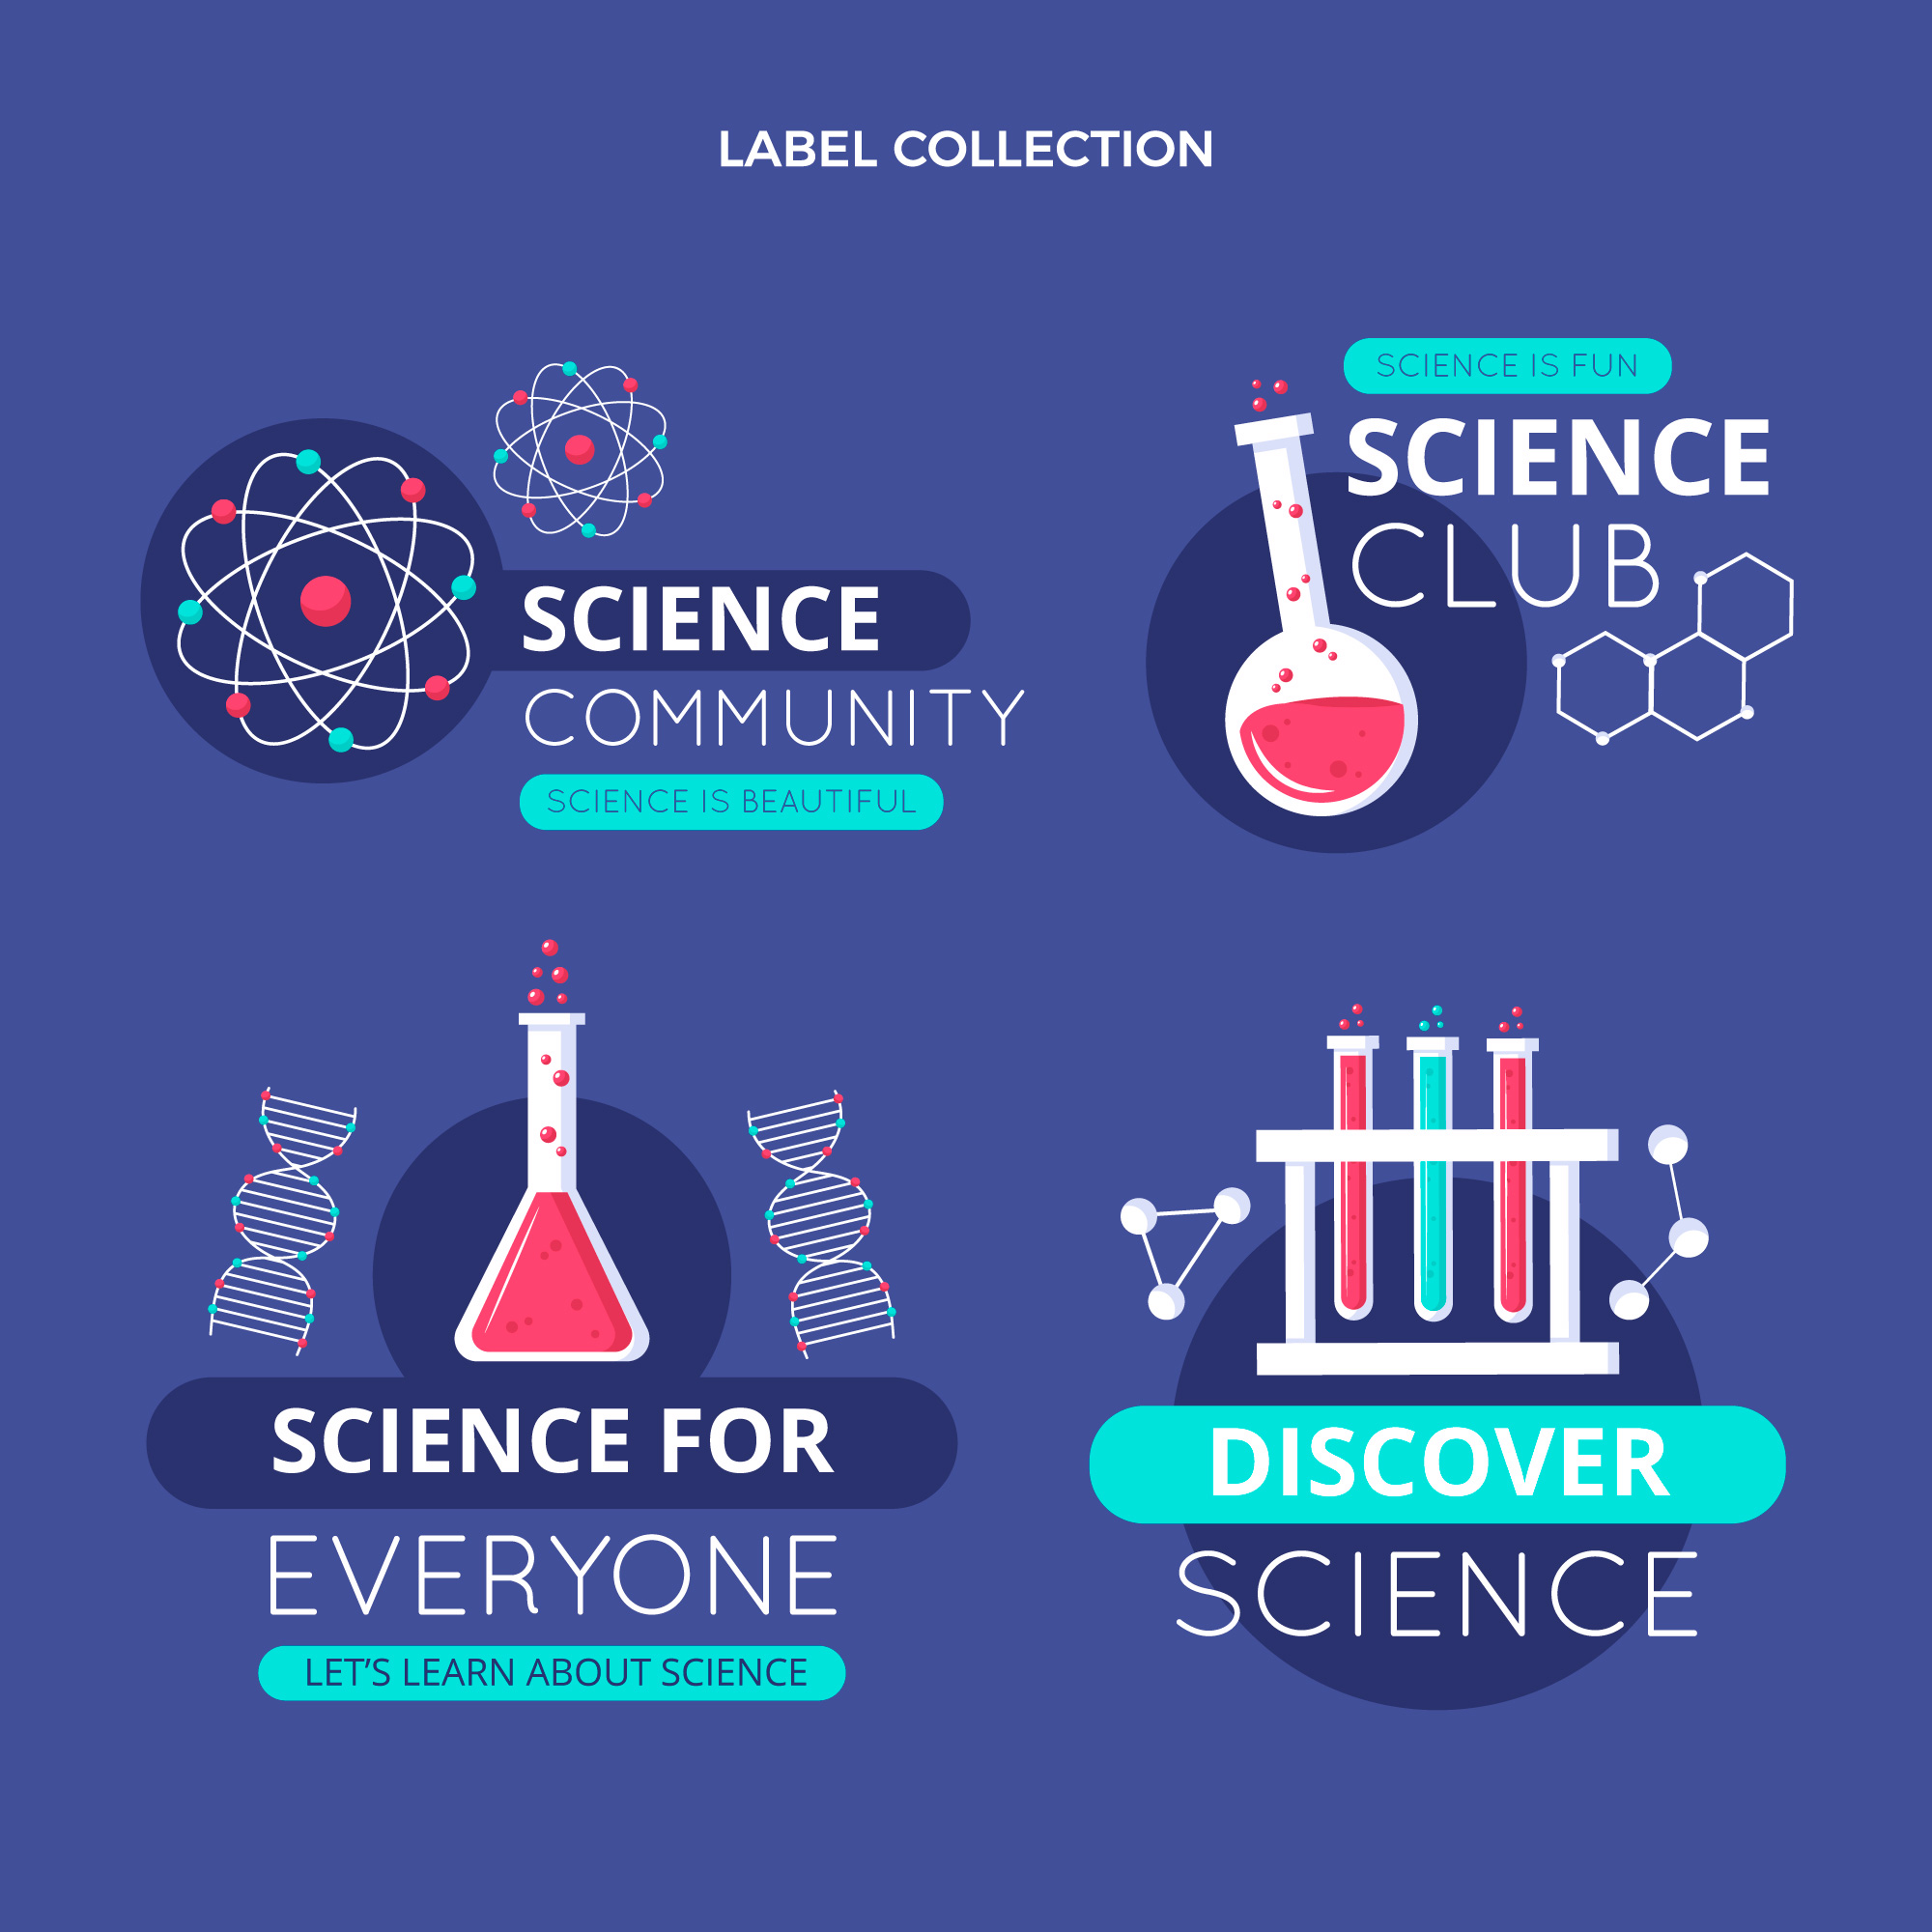 LABEL COLLECTION
SCIENCE
COMMUNITY
SCIENCE IS BEAUTIFUL
SCIENCE IS FUN
SCIENCE
CLUB
SCIENCE FOR
EVERYONE
LET'S LEARN ABOUT SCIENCE
DISCOVER
SCIENCE